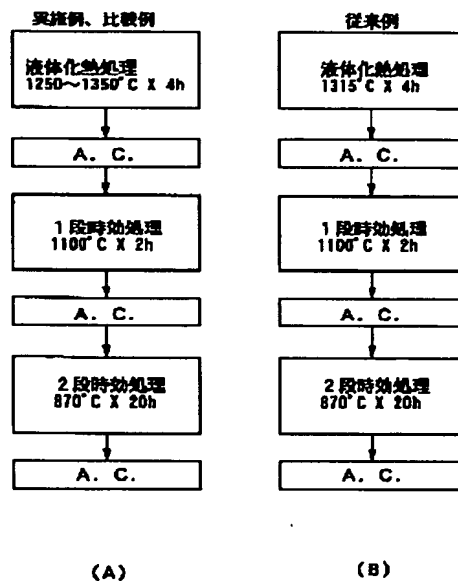 実施例、比較例
液体化熱処理
1250～1350°C X 4h
A. C.
1段時効処理
1100°C X 2h
A. C.
2段時効処理
870°C X 20h
A. C.
(A)
従来例
液体化熱処理
1315°C X 4h
A. C.
1段時効処理
1100°C X 2h
A. C.
2段時効処理
870°C X 20h
A. C.
(B)